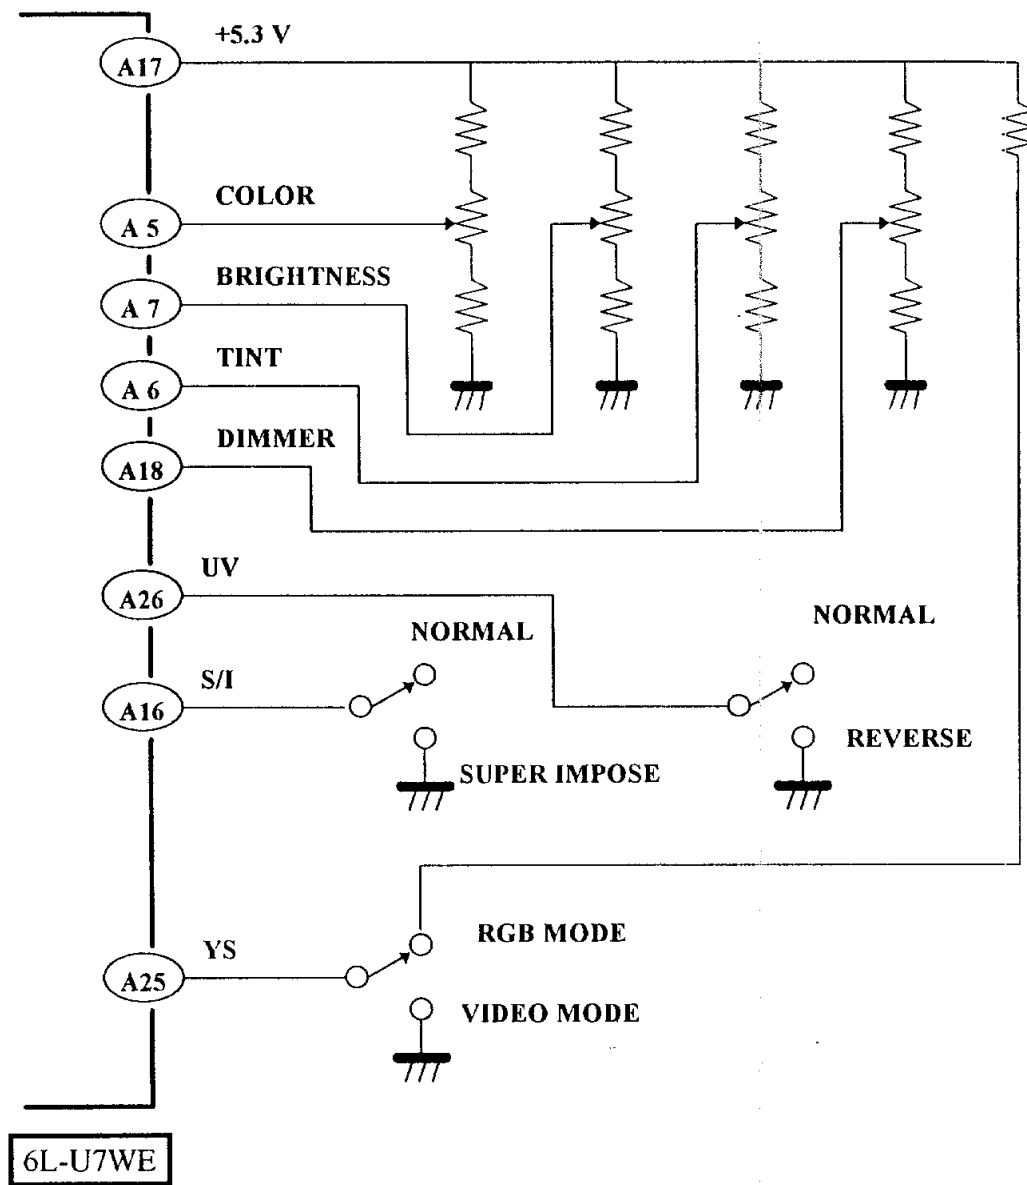 +5.3 V
A17
COLOR
A 5
BRIGHTNESS
A 7
TINT
A 6
DIMMER
A18
UV
A26
NORMAL
NORMAL
S/I
A16
REVERSE
SUPER IMPOSE
YS
RGB MODE
A25
VIDEO MODE
6L-U7WE